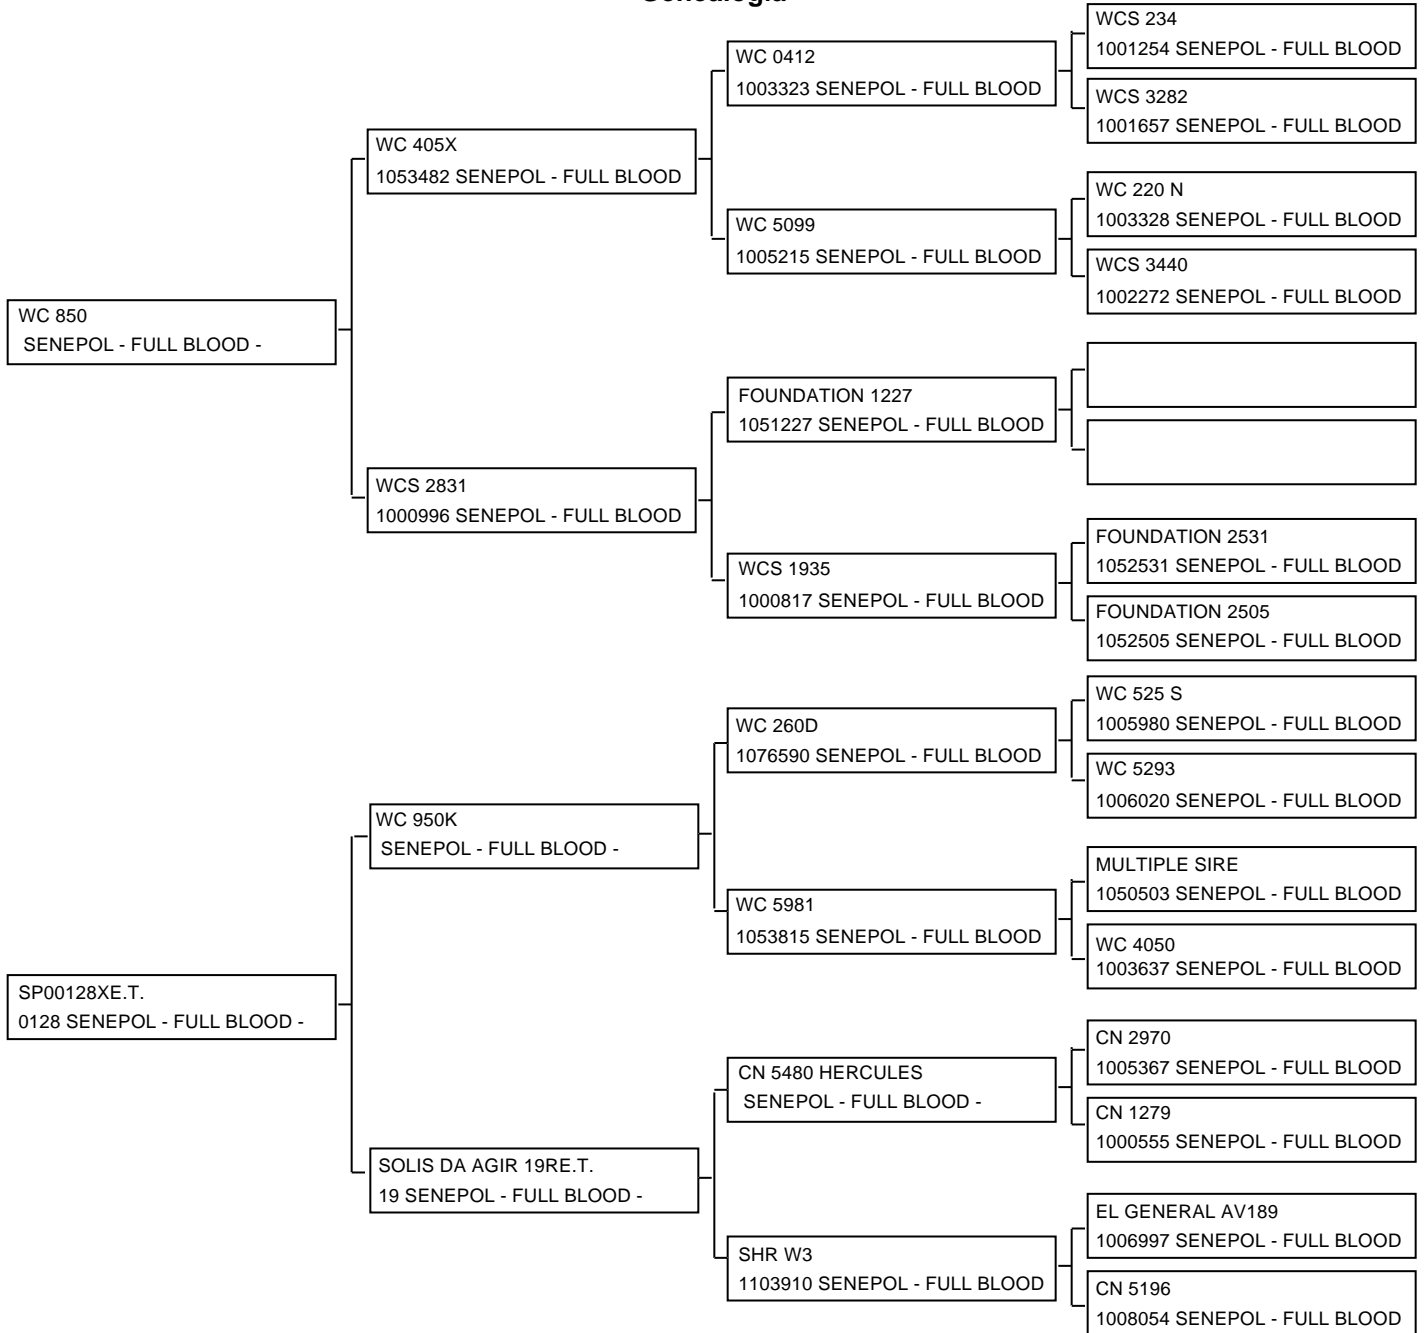 WCS 234
1001254 SENEPOL - FULL BLOOD
WC 0412
1003323 SENEPOL - FULL BLOOD
WCS 3282
1001657 SENEPOL - FULL BLOOD
WC 405X
1053482 SENEPOL - FULL BLOOD
WC 220 N
1003328 SENEPOL - FULL BLOOD
WC 5099
1005215 SENEPOL - FULL BLOOD
WCS 3440
1002272 SENEPOL - FULL BLOOD
WC 850
SENEPOL - FULL BLOOD -
FOUNDATION 1227
1051227 SENEPOL - FULL BLOOD
WCS 2831
1000996 SENEPOL - FULL BLOOD
FOUNDATION 2531
1052531 SENEPOL - FULL BLOOD
WCS 1935
1000817 SENEPOL - FULL BLOOD
FOUNDATION 2505
1052505 SENEPOL - FULL BLOOD
WC 525 S
1005980 SENEPOL - FULL BLOOD
WC 260D
1076590 SENEPOL - FULL BLOOD
WC 5293
1006020 SENEPOL - FULL BLOOD
WC 950K
SENEPOL - FULL BLOOD -
MULTIPLE SIRE
1050503 SENEPOL - FULL BLOOD
WC 5981
1053815 SENEPOL - FULL BLOOD
WC 4050
1003637 SENEPOL - FULL BLOOD
SP00128XE.T.
0128 SENEPOL - FULL BLOOD -
CN 2970
1005367 SENEPOL - FULL BLOOD
CN 5480 HERCULES
SENEPOL - FULL BLOOD -
CN 1279
1000555 SENEPOL - FULL BLOOD
SOLIS DA AGIR 19RE.T.
19 SENEPOL - FULL BLOOD -
EL GENERAL AV189
1006997 SENEPOL - FULL BLOOD
SHR W3
1103910 SENEPOL - FULL BLOOD
CN 5196
1008054 SENEPOL - FULL BLOOD